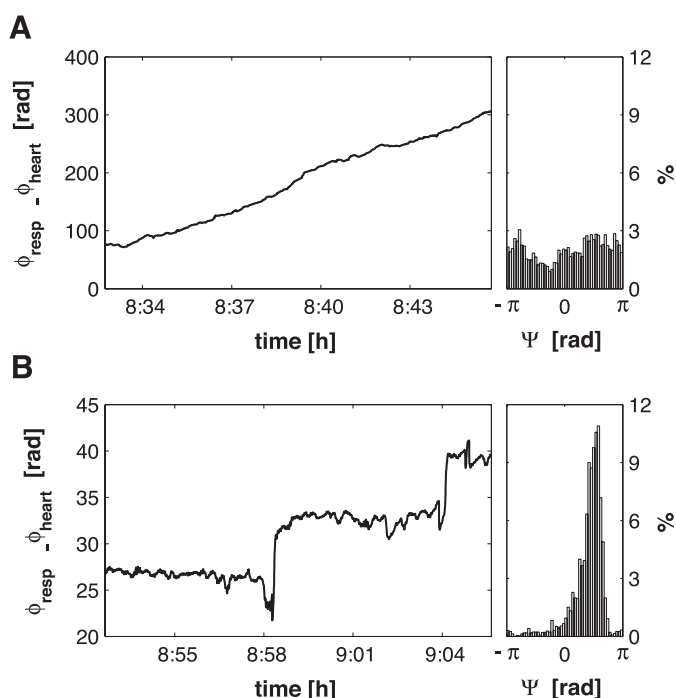 A
400
300
200
100
0
ϕresp - ϕheart [rad]
8:34 8:37 8:40 8:43
time [h]
12
9
6
3
0
%
- π 0 π
Ψ [rad]
B
45
40
35
30
25
20
ϕresp - ϕheart [rad]
8:55 8:58 9:01 9:04
time [h]
12
9
6
3
0
%
- π 0 π
Ψ [rad]